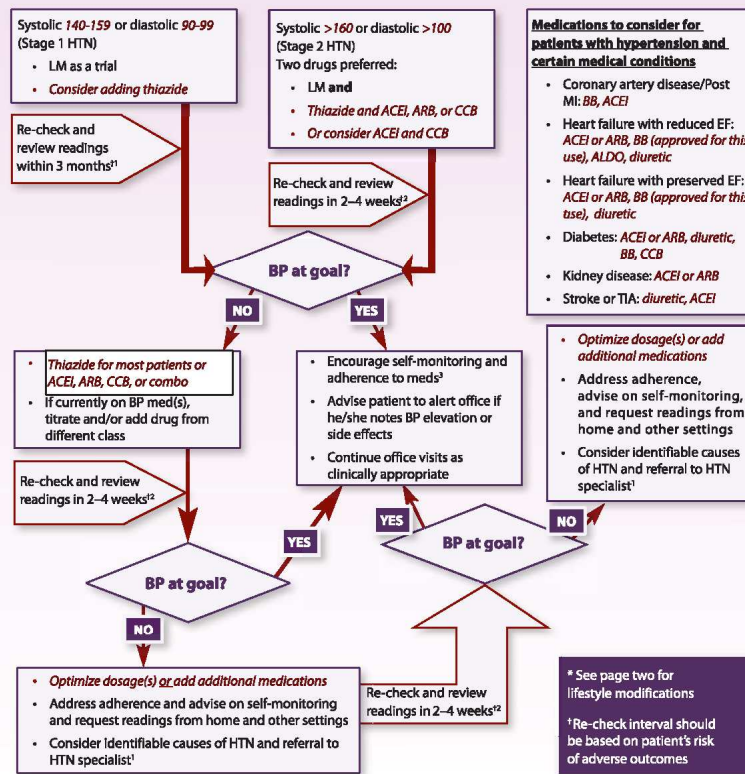 Systolic 140-159 or diastolic 90-99
(Stage 1 HTN)
• LM as a trial
• Consider adding thiazide
Systolic >160 or diastolic >100
(Stage 2 HTN)
Two drugs preferred:
• LM and
• Thiazide and ACEI, ARB, or CCB
• Or consider ACEI and CCB
Medications to consider for
patients with hypertension and
certain medical conditions
• Coronary artery disease/Post
MI: BB, ACEI
• Heart failure with reduced EF:
ACEI or ARB, BB (approved for this
use), ALDO, diuretic
• Heart failure with preserved EF:
ACEI or ARB, BB (approved for this
use), diuretic
• Diabetes: ACEI or ARB, diuretic,
BB, CCB
• Kidney disease: ACEI or ARB
• Stroke or TIA: diuretic, ACEI
Re-check and
review readings
within 3 months†1
Re-check and review
readings in 2–4 weeks†2
BP at goal?
NO
YES
• Thiazide for most patients or
ACEI, ARB, CCB, or combo
• If currently on BP med(s),
titrate and/or add drug from
different class
• Encourage self-monitoring and
adherence to meds³
• Advise patient to alert office if
he/she notes BP elevation or
side effects
• Continue office visits as
clinically appropriate
• Optimize dosage(s) or add
additional medications
• Address adherence,
advise on self-monitoring,
and request readings from
home and other settings
• Consider identifiable causes
of HTN and referral to HTN
specialist¹
Re-check and review
readings in 2–4 weeks†2
YES
YES
NO
BP at goal?
BP at goal?
NO
• Optimize dosage(s) or add additional medications
• Address adherence and advise on self-monitoring
and request readings from home and other settings
• Consider identifiable causes of HTN and referral to
HTN specialist¹
Re-check and review
readings in 2–4 weeks†2
* See page two for
lifestyle modifications
†Re-check interval should
be based on patient's risk
of adverse outcomes